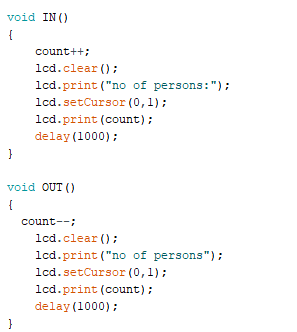 void IN()
{
    count++;
    lcd.clear();
    lcd.print("no of persons:");
    lcd.setCursor(0,1);
    lcd.print(count);
    delay(1000);
}

void OUT()
{
  count--;
    lcd.clear();
    lcd.print("no of persons");
    lcd.setCursor(0,1);
    lcd.print(count);
    delay(1000);
}